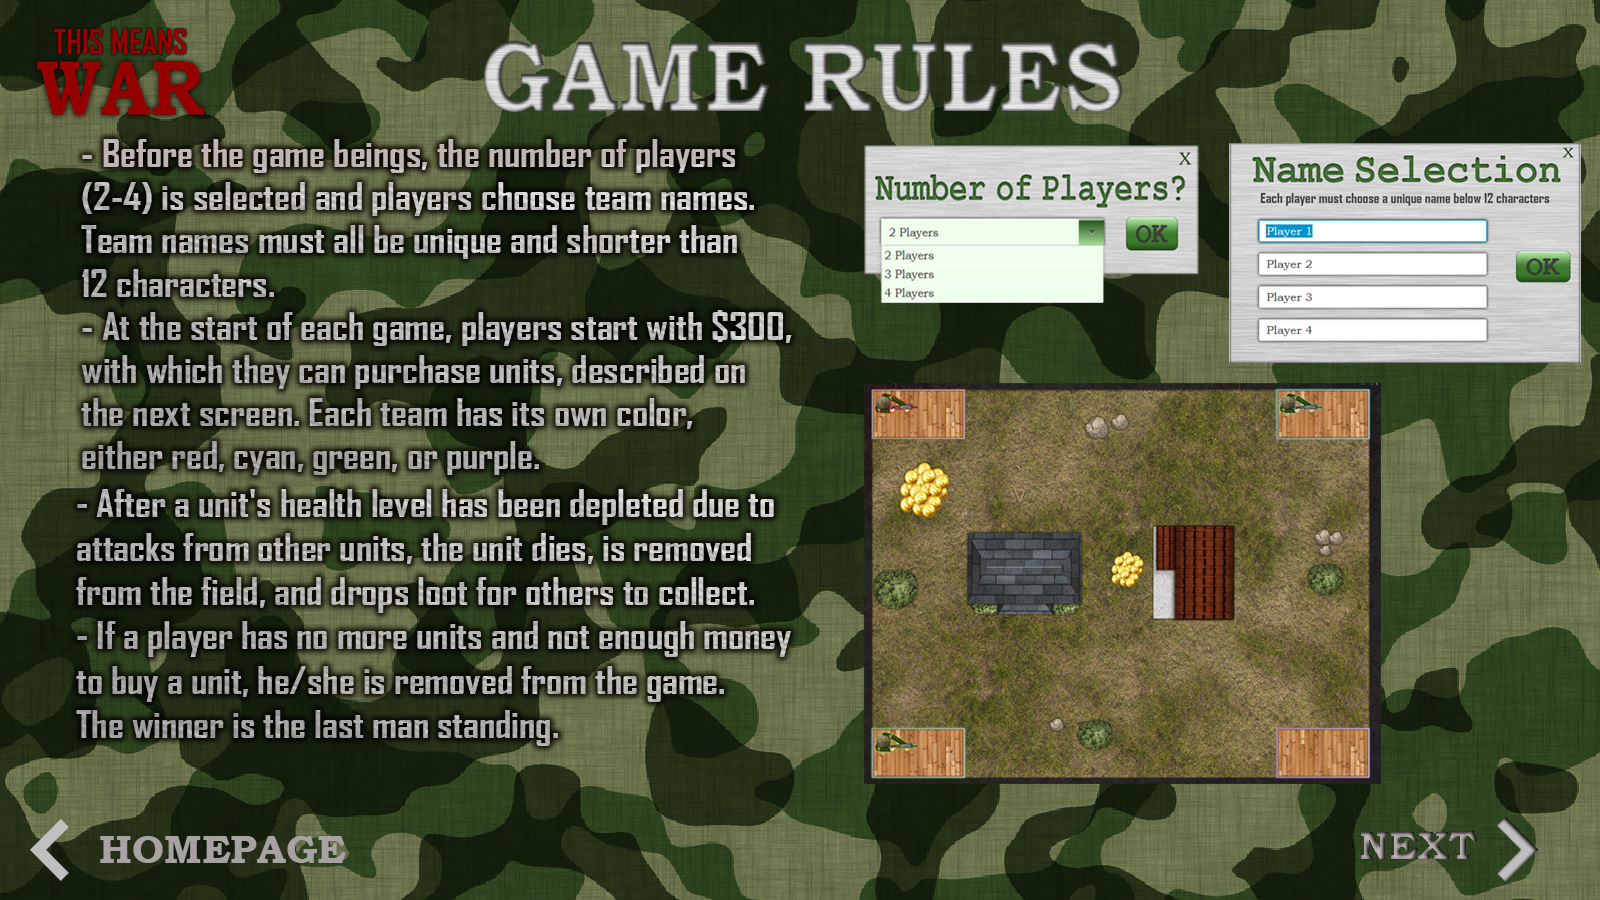 THIS MEANS
WAR
GAME RULES
- Before the game beings, the number of players
(2-4) is selected and players choose team names.
Team names must all be unique and shorter than
12 characters.
- At the start of each game, players start with $300,
with which they can purchase units, described on
the next screen. Each team has its own color,
either red, cyan, green, or purple.
- After a unit's health level has been depleted due to
attacks from other units, the unit dies, is removed
from the field, and drops loot for others to collect.
- If a player has no more units and not enough money
to buy a unit, he/she is removed from the game.
The winner is the last man standing.
X
Number of Players?
2 Players
OK
2 Players
3 Players
4 Players
X
Name Selection
Each player must choose a unique name below 12 characters
Player 1
Player 2
OK
Player 3
Player 4
HOMEPAGE
NEXT